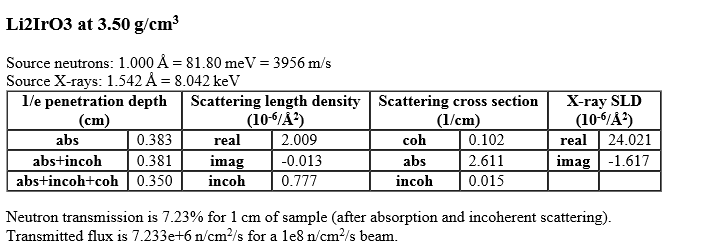 Li2IrO3 at 3.50 g/cm³
Source neutrons: 1.000 Å = 81.80 meV = 3956 m/s
Source X-rays: 1.542 Å = 8.042 keV
1/e penetration depth (cm) Scattering length density (10⁻⁶/Å²) Scattering cross section (1/cm) X-ray SLD (10⁻⁶/Å²)
abs 0.383 real 2.009 coh 0.102 real 24.021
abs+incoh 0.381 imag -0.013 abs 2.611 imag -1.617
abs+incoh+coh 0.350 incoh 0.777 incoh 0.015
Neutron transmission is 7.23% for 1 cm of sample (after absorption and incoherent scattering).
Transmitted flux is 7.233e+6 n/cm²/s for a 1e8 n/cm²/s beam.